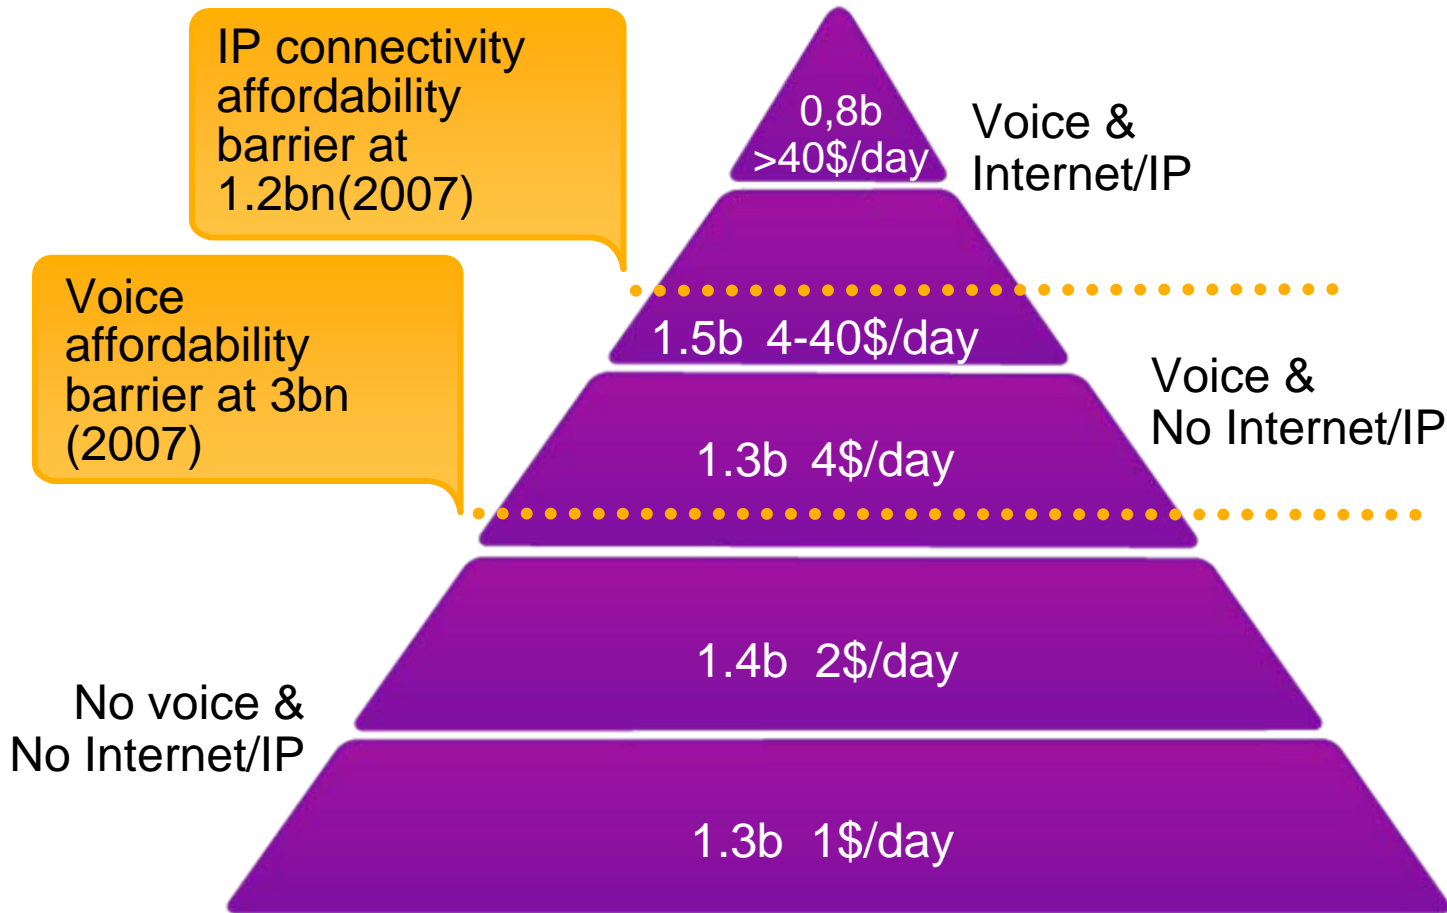 IP connectivity
affordability
barrier at
1.2bn(2007)
0,8b
>40$/day
Voice &
Internet/IP
Voice
affordability
barrier at 3bn
(2007)
1.5b 4-40$/day
Voice &
No Internet/IP
1.3b 4$/day
1.4b 2$/day
No voice &
No Internet/IP
1.3b 1$/day